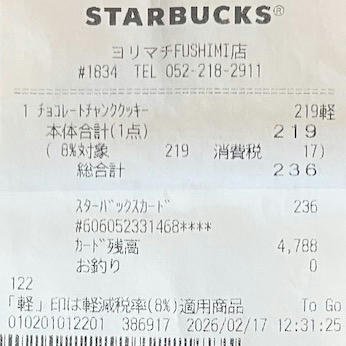 STARBUCKS®
ヨリマチFUSHIMI店
#1834 TEL 052-218-2911
1 チョコレートチャンククッキー 219軽
本体合計(1点) 219
( 8%対象 219 消費税 17)
総合計 236
スターバックスカード 236
#606052331468****
カード残高 4,788
お釣り 0
122
「軽」印は軽減税率(8%)適用商品 To Go
010201012201 386917 2026/02/17 12:31:25